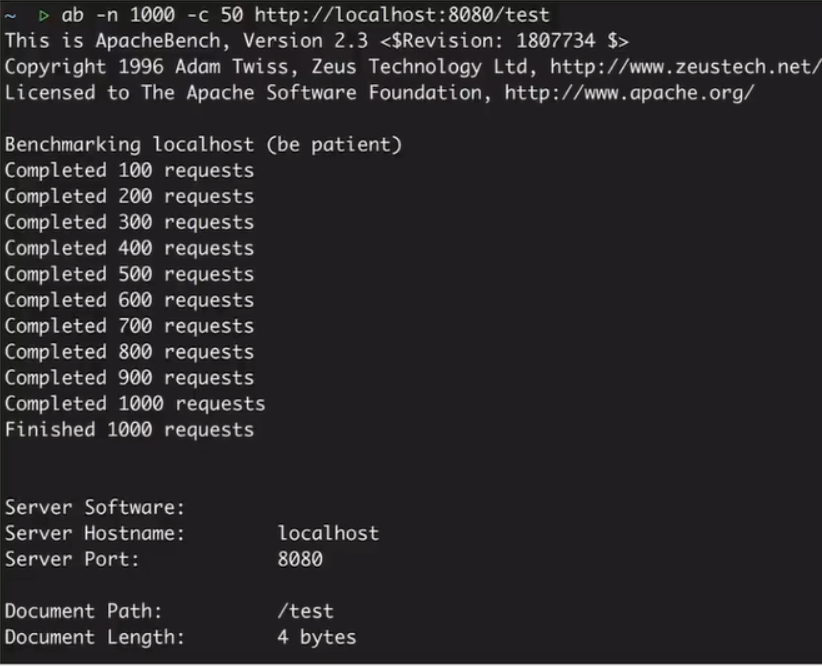 ~ ▷ ab -n 1000 -c 50 http://localhost:8080/test
This is ApacheBench, Version 2.3 <$Revision: 1807734 $>
Copyright 1996 Adam Twiss, Zeus Technology Ltd, http://www.zeustech.net/
Licensed to The Apache Software Foundation, http://www.apache.org/

Benchmarking localhost (be patient)
Completed 100 requests
Completed 200 requests
Completed 300 requests
Completed 400 requests
Completed 500 requests
Completed 600 requests
Completed 700 requests
Completed 800 requests
Completed 900 requests
Completed 1000 requests
Finished 1000 requests

Server Software:
Server Hostname: localhost
Server Port: 8080

Document Path: /test
Document Length: 4 bytes